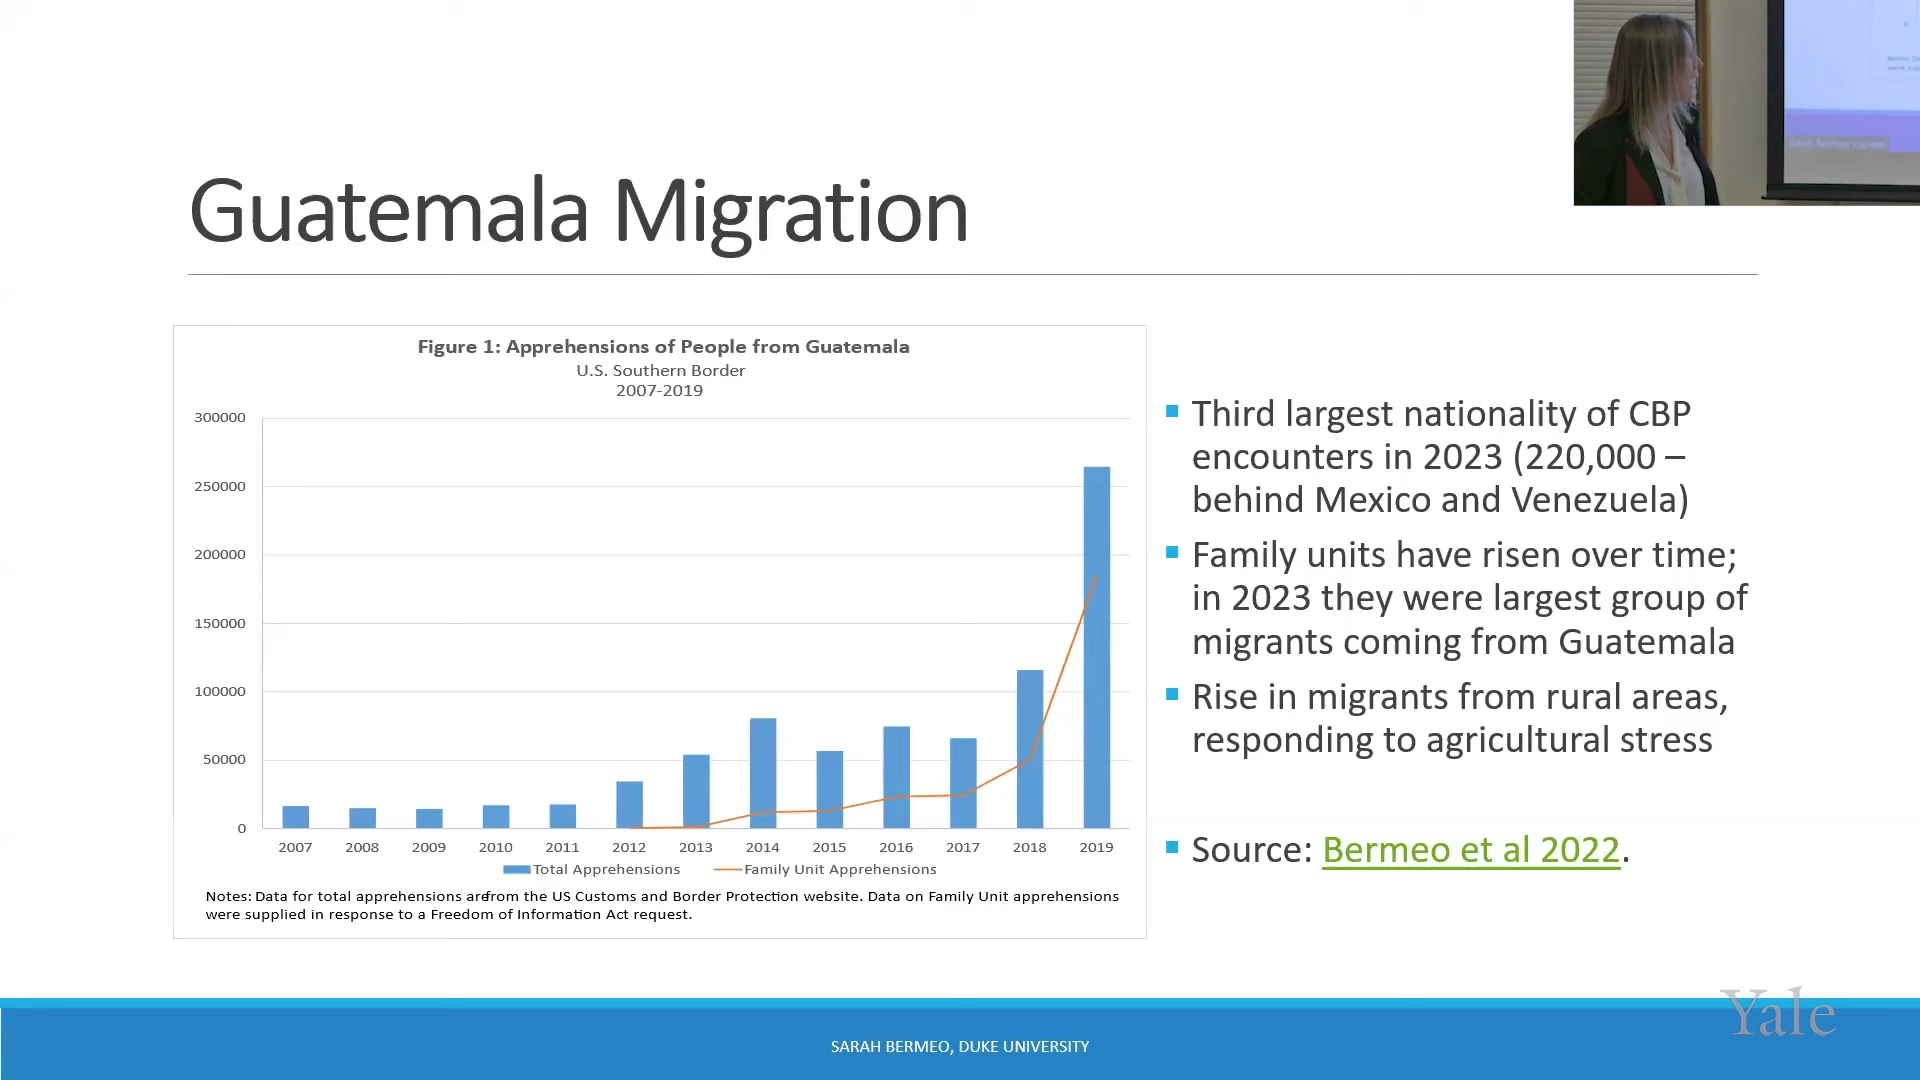 Guatemala Migration
Figure 1: Apprehensions of People from Guatemala
U.S. Southern Border
2007-2019
300000
250000
200000
150000
100000
50000
0
2007 2008 2009 2010 2011 2012 2013 2014 2015 2016 2017 2018 2019
Total Apprehensions Family Unit Apprehensions
Notes: Data for total apprehensions are from the US Customs and Border Protection website. Data on Family Unit apprehensions
were supplied in response to a Freedom of Information Act request.
Third largest nationality of CBP
encounters in 2023 (220,000 –
behind Mexico and Venezuela)
Family units have risen over time;
in 2023 they were largest group of
migrants coming from Guatemala
Rise in migrants from rural areas,
responding to agricultural stress
Source: Bermeo et al 2022.
Yale
SARAH BERMEO, DUKE UNIVERSITY